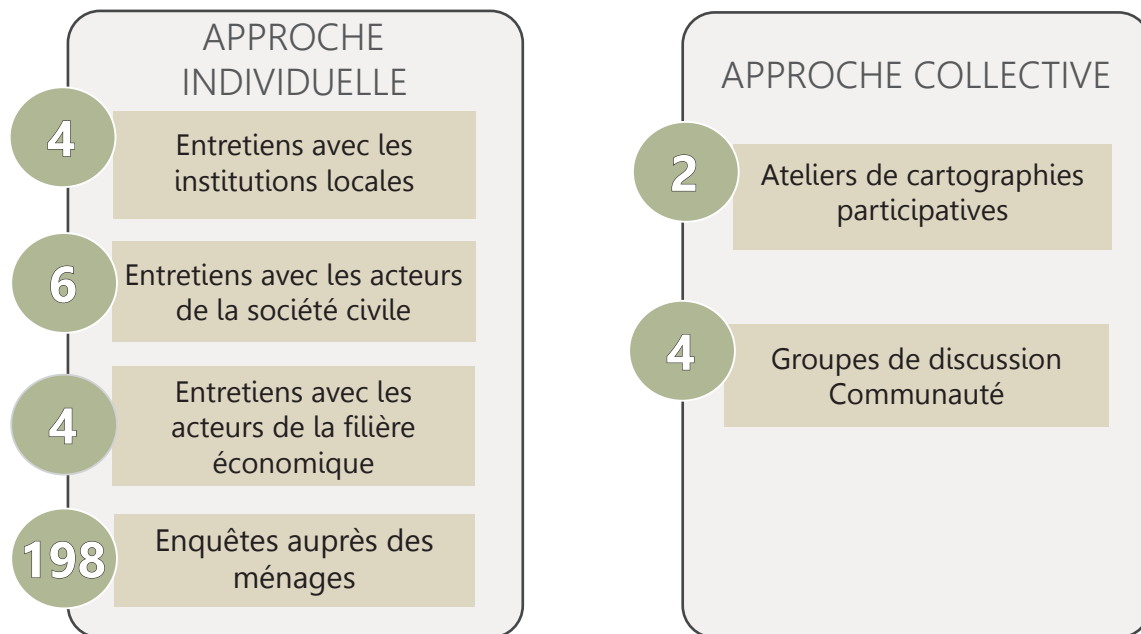 APPROCHE
INDIVIDUELLE
4
Entretiens avec les
institutions locales
6
Entretiens avec les acteurs
de la société civile
4
Entretiens avec les
acteurs de la filière
économique
198
Enquêtes auprès des
ménages
APPROCHE COLLECTIVE
2
Ateliers de cartographies
participatives
4
Groupes de discussion
Communauté